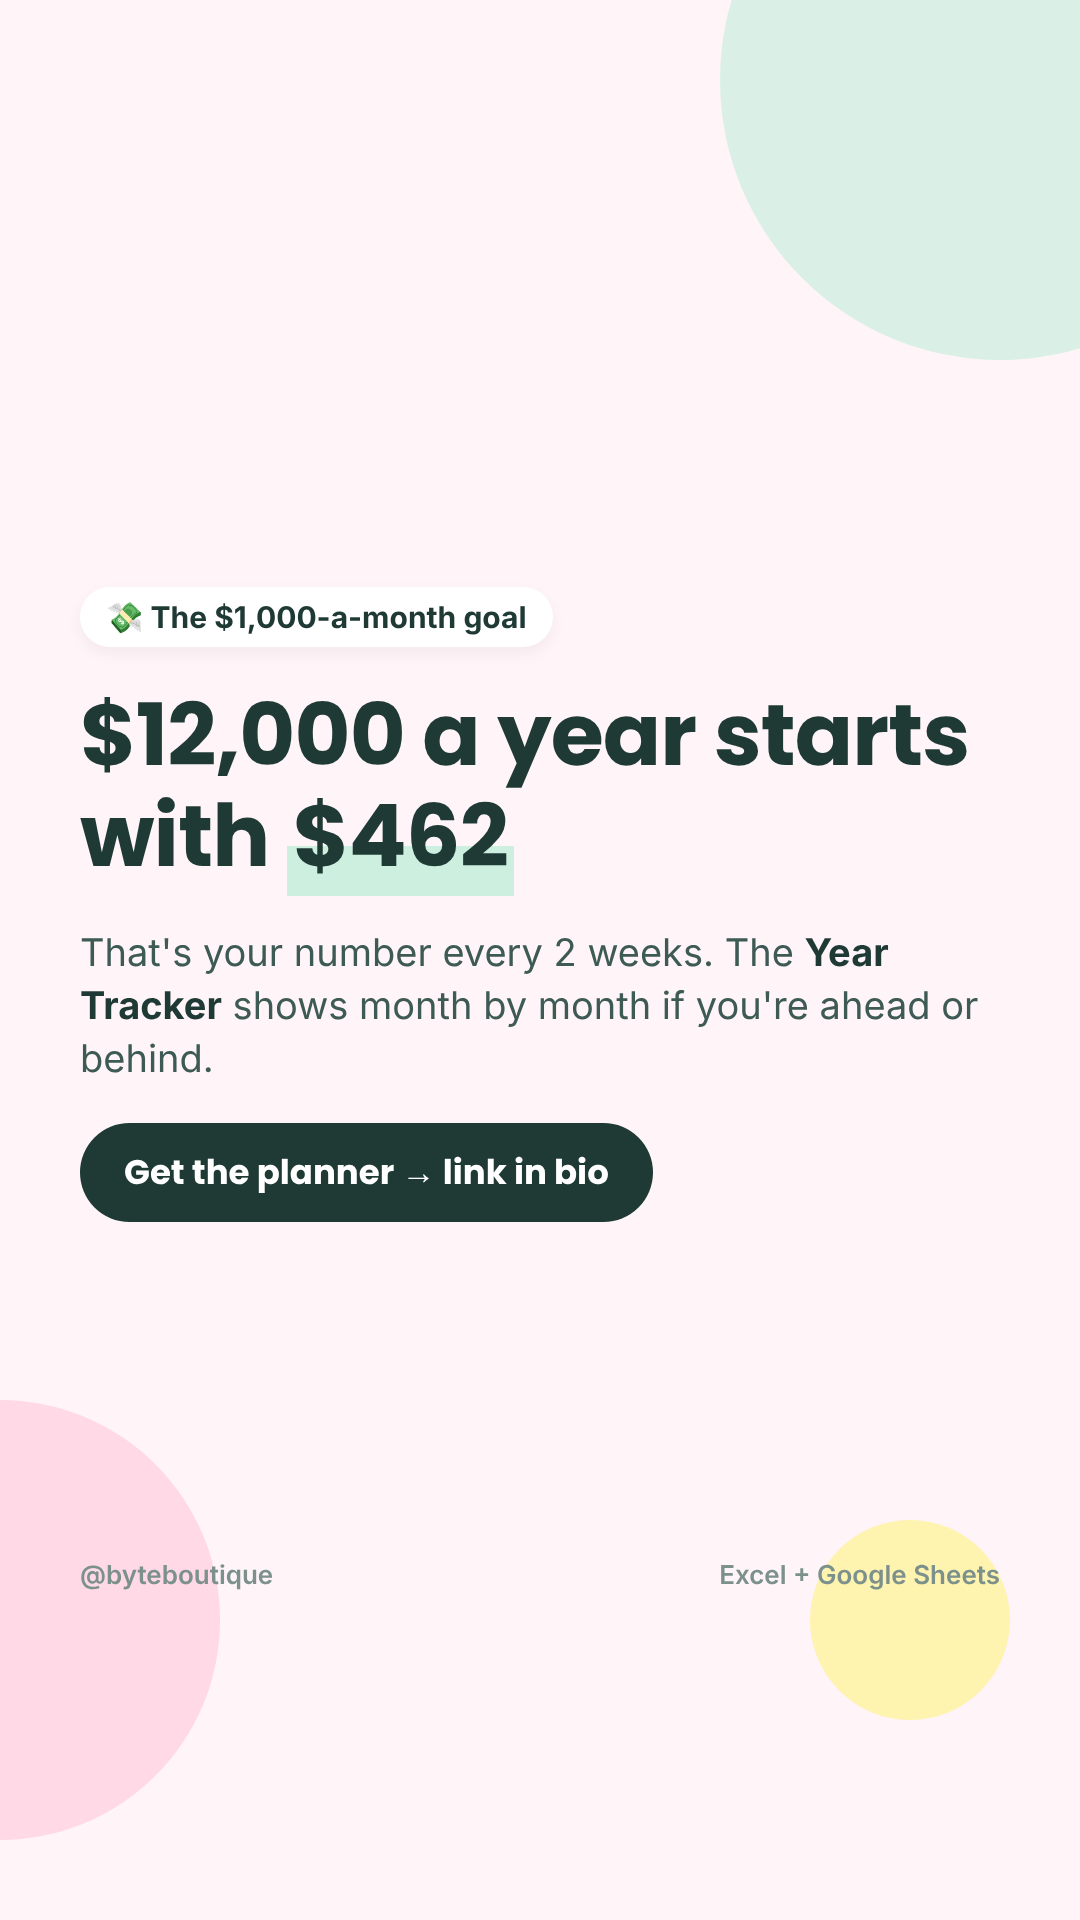 💸 The $1,000-a-month goal
$12,000 a year starts
with $462
That's your number every 2 weeks. The Year
Tracker shows month by month if you're ahead or
behind.
Get the planner → link in bio
@byteboutique
Excel + Google Sheets